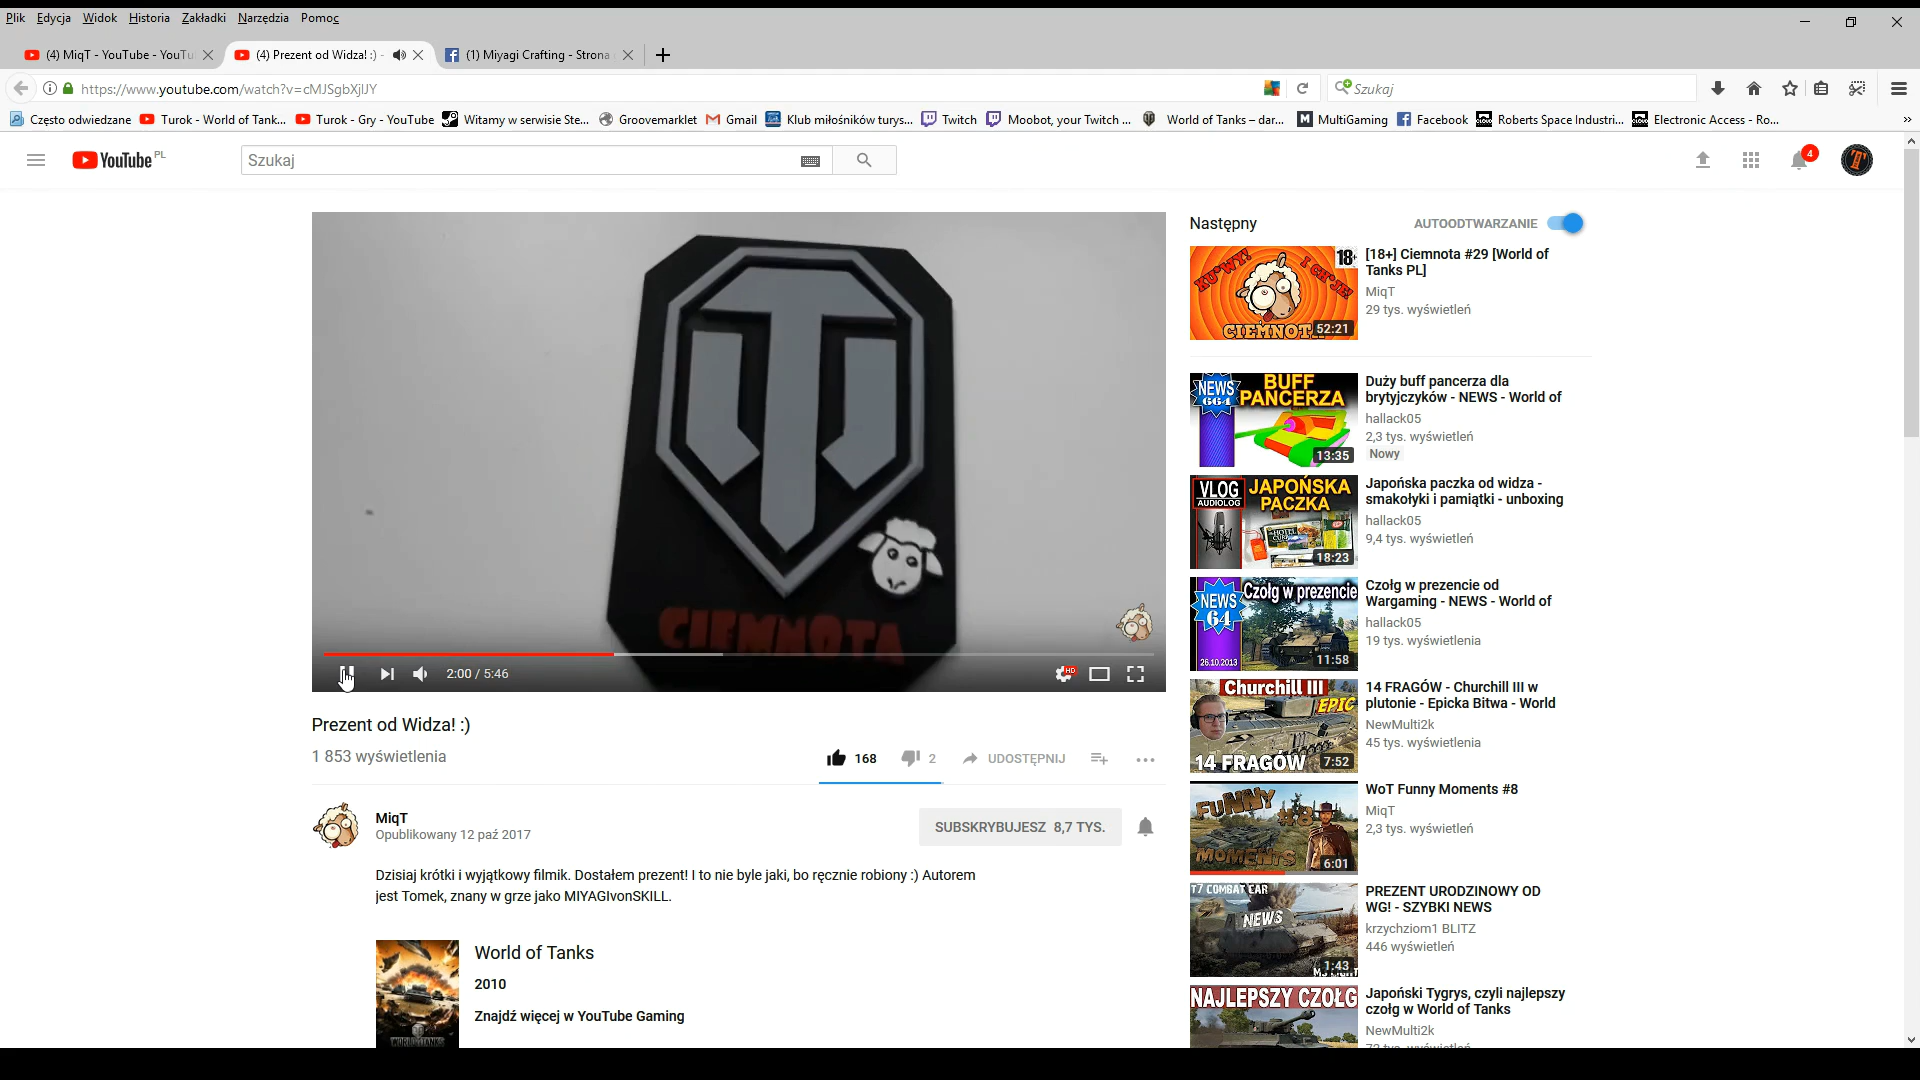 Plik Edycja Widok Historia Zakładki Narzędzia Pomoc
(4) MiqT - YouTube - YouTu
(4) Prezent od Widza! :) -
(1) Miyagi Crafting - Strona
https://www.youtube.com/watch?v=cMJSgbXjlJY
Szukaj
Często odwiedzane
Turok - World of Tank...
Turok - Gry - YouTube
Witamy w serwisie Ste...
Groovemarklet
Gmail
Klub miłośników turys...
Twitch
Moobot, your Twitch ...
World of Tanks – dar...
MultiGaming
Facebook
Roberts Space Industri...
Electronic Access - Ro...
YouTube PL
Szukaj
4
CIEMNOTA
2:00 / 5:46
HD
Prezent od Widza! :)
1 853 wyświetlenia
168
2
UDOSTĘPNIJ
MiqT
Opublikowany 12 paź 2017
SUBSKRYBUJESZ 8,7 TYS.
Dzisiaj krótki i wyjątkowy filmik. Dostałem prezent! I to nie byle jaki, bo ręcznie robiony :) Autorem
jest Tomek, znany w grze jako MIYAGIvonSKILL.
World of Tanks
2010
Znajdź więcej w YouTube Gaming
Następny
AUTOODTWARZANIE
KU*WY!
I CH*JE!
18+
CIEMNOTA
52:21
[18+] Ciemnota #29 [World of
Tanks PL]
MiqT
29 tys. wyświetleń
NEWS
664
BUFF
PANCERZA
13:35
Duży buff pancerza dla
brytyjczyków - NEWS - World of
hallack05
2,3 tys. wyświetleń
Nowy
VLOG
AUDIOLOG
JAPOŃSKA
PACZKA
18:23
Japońska paczka od widza -
smakołyki i pamiątki - unboxing
hallack05
9,4 tys. wyświetleń
NEWS
64
Czołg w prezencie
26.10.2013
11:58
Czołg w prezencie od
Wargaming - NEWS - World of
hallack05
19 tys. wyświetlenia
Churchill III
EPIC
14 FRAGÓW
7:52
14 FRAGÓW - Churchill III w
plutonie - Epicka Bitwa - World
NewMulti2k
45 tys. wyświetlenia
FUNNY
#8
MOMENTS
6:01
WoT Funny Moments #8
MiqT
2,3 tys. wyświetleń
T7 COMBAT CAR
NEWS
1:43
PREZENT URODZINOWY OD
WG! - SZYBKI NEWS
krzychziom1 BLITZ
446 wyświetleń
NAJLEPSZY CZOŁG
Japoński Tygrys, czyli najlepszy
czołg w World of Tanks
NewMulti2k